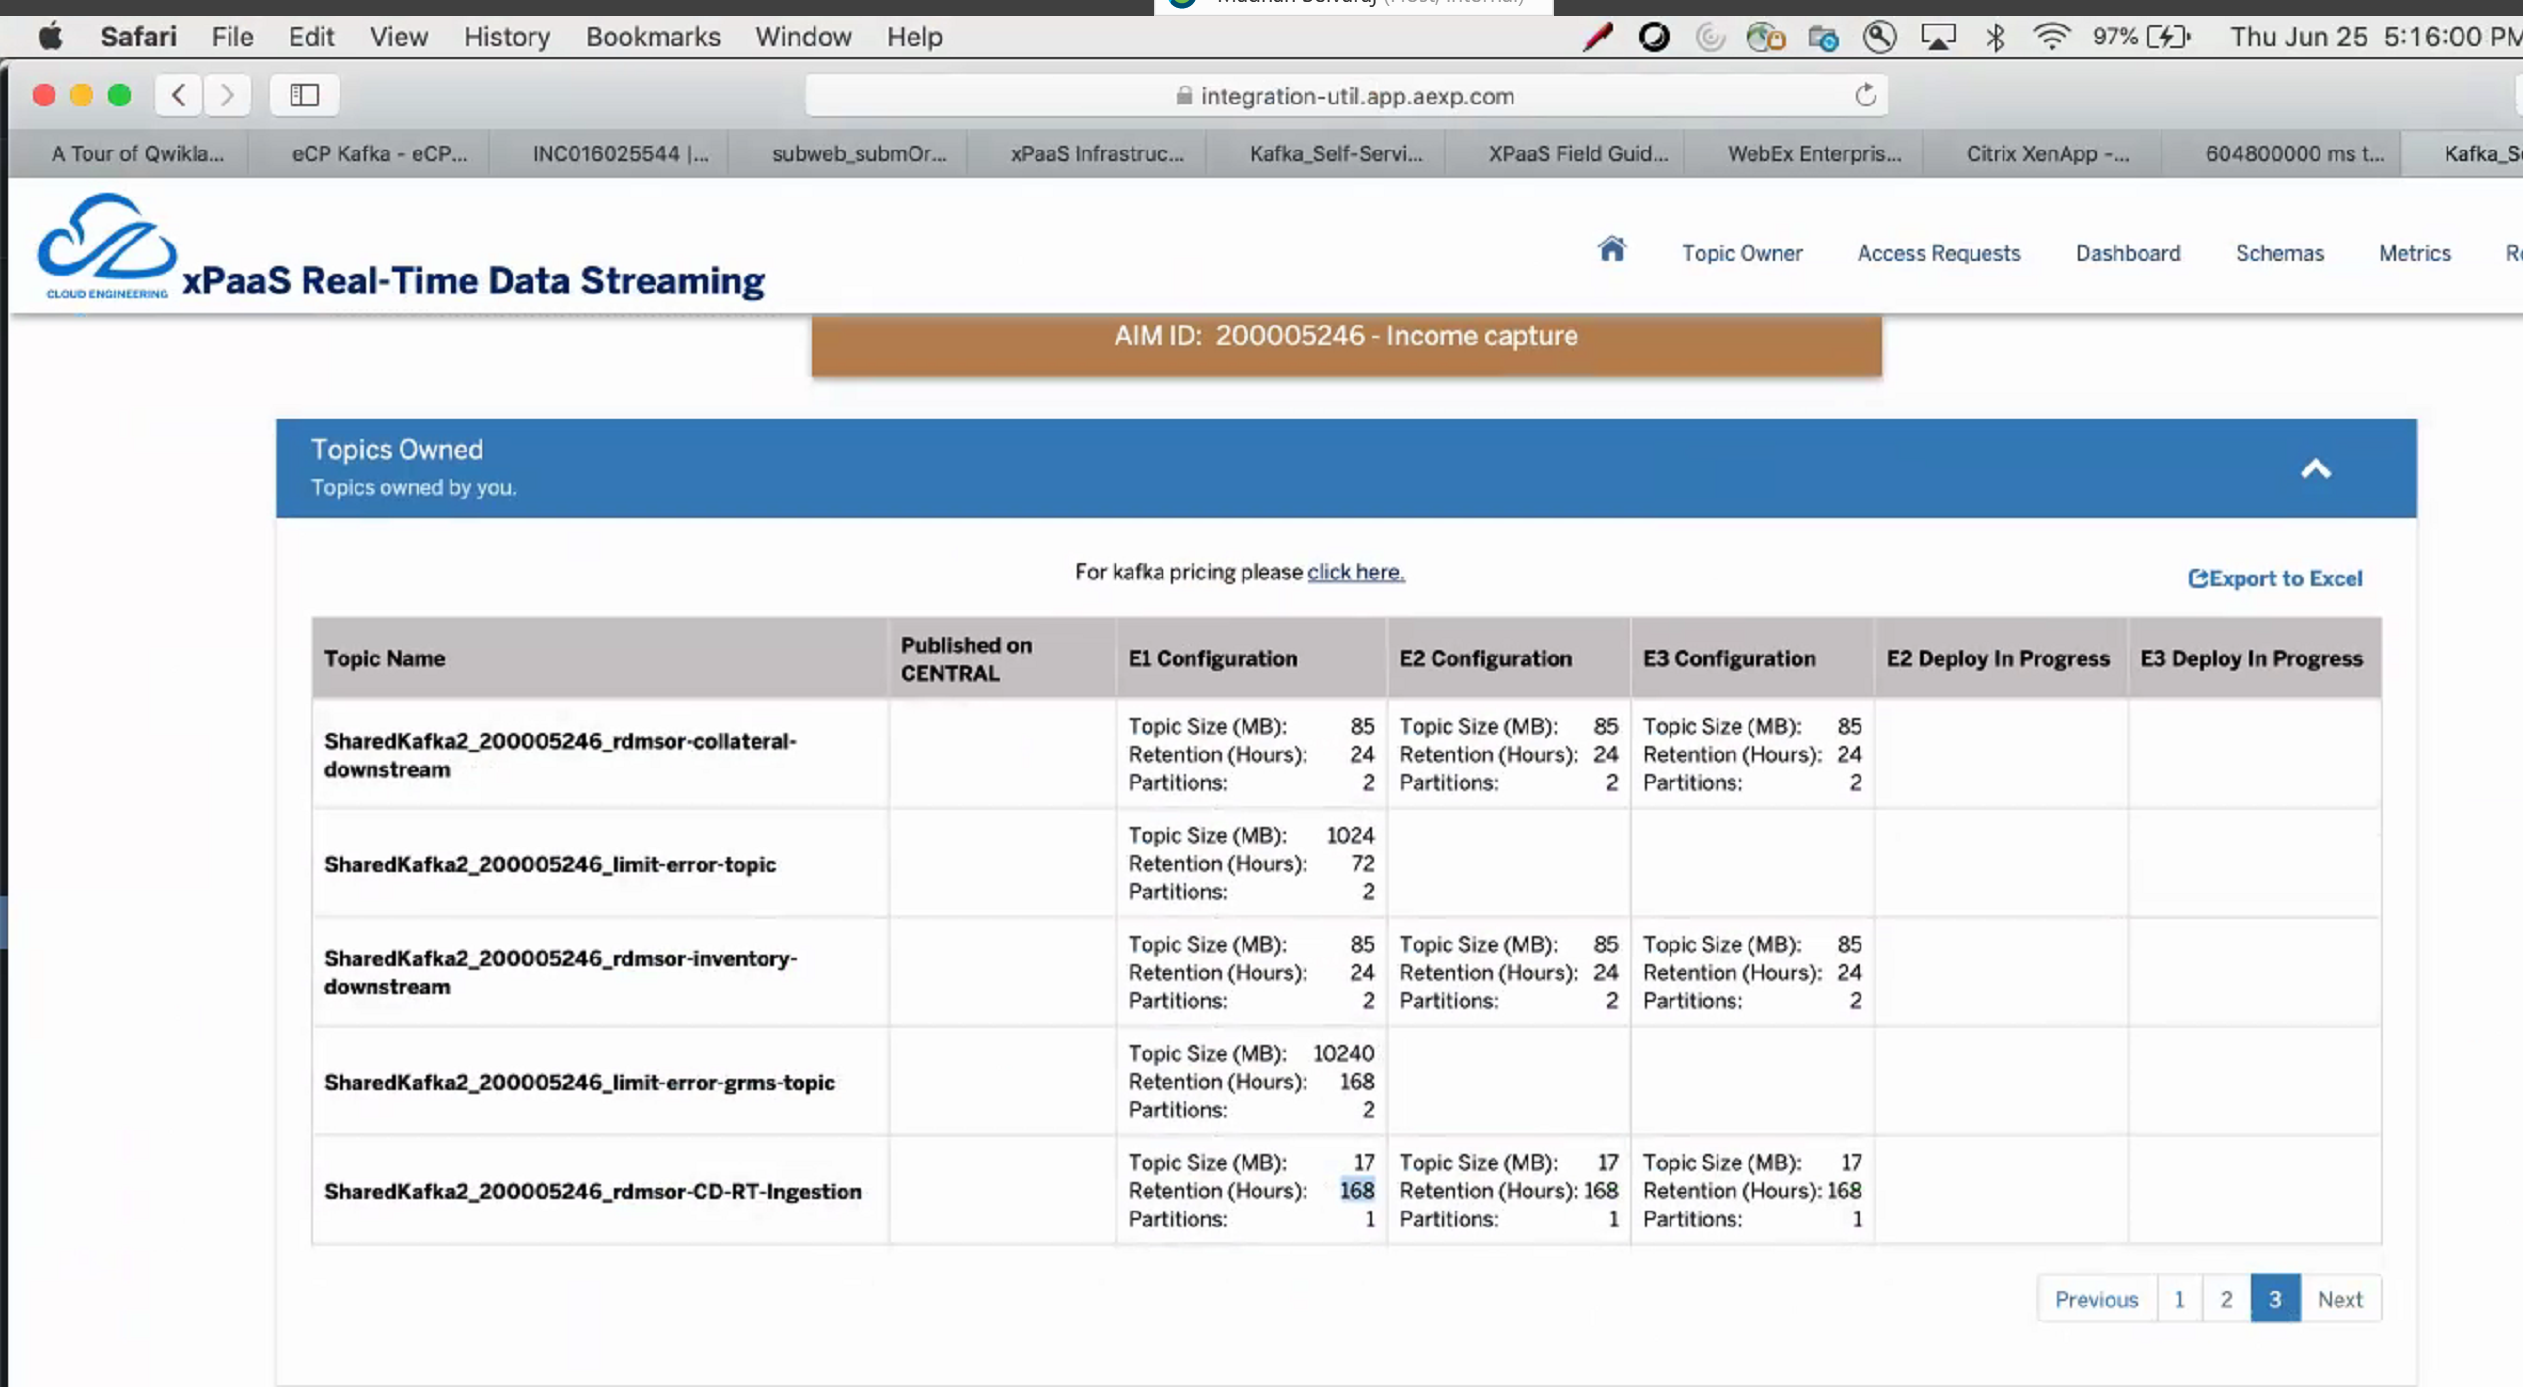 Safari File Edit View History Bookmarks Window Help 97% Thu Jun 25 5:16:00 PM
integration-util.app.aexp.com
A Tour of Qwikla... eCP Kafka - eCP... INC016025544 |... subweb_submOr... xPaaS Infrastruc... Kafka_Self-Servi... XPaaS Field Guid... WebEx Enterpris... Citrix XenApp -... 604800000 ms t... Kafka_S
CLOUD ENGINEERING
xPaaS Real-Time Data Streaming
Topic Owner Access Requests Dashboard Schemas Metrics
AIM ID: 200005246 - Income capture
Topics Owned
Topics owned by you.
For kafka pricing please click here.
Export to Excel
Topic Name Published on CENTRAL E1 Configuration E2 Configuration E3 Configuration E2 Deploy In Progress E3 Deploy In Progress
SharedKafka2_200005246_rdmsor-collateral-
downstream
Topic Size (MB): 85 Topic Size (MB): 85 Topic Size (MB): 85
Retention (Hours): 24 Retention (Hours): 24 Retention (Hours): 24
Partitions: 2 Partitions: 2 Partitions: 2
SharedKafka2_200005246_limit-error-topic
Topic Size (MB): 1024
Retention (Hours): 72
Partitions: 2
SharedKafka2_200005246_rdmsor-inventory-
downstream
Topic Size (MB): 85 Topic Size (MB): 85 Topic Size (MB): 85
Retention (Hours): 24 Retention (Hours): 24 Retention (Hours): 24
Partitions: 2 Partitions: 2 Partitions: 2
SharedKafka2_200005246_limit-error-grms-topic
Topic Size (MB): 10240
Retention (Hours): 168
Partitions: 2
SharedKafka2_200005246_rdmsor-CD-RT-Ingestion
Topic Size (MB): 17 Topic Size (MB): 17 Topic Size (MB): 17
Retention (Hours): 168 Retention (Hours): 168 Retention (Hours): 168
Partitions: 1 Partitions: 1 Partitions: 1
Previous 1 2 3 Next